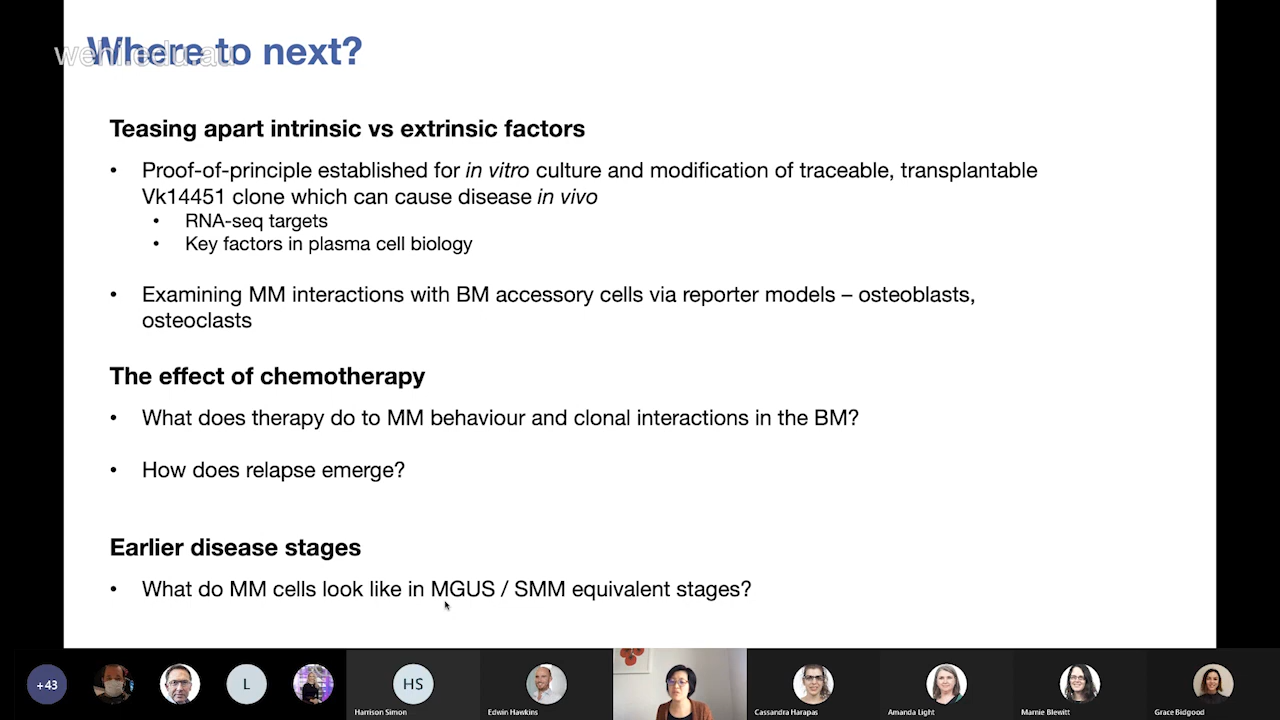 wehi.edu.au
Where to next?
Teasing apart intrinsic vs extrinsic factors
• Proof-of-principle established for in vitro culture and modification of traceable, transplantable
Vk14451 clone which can cause disease in vivo
• RNA-seq targets
• Key factors in plasma cell biology
• Examining MM interactions with BM accessory cells via reporter models – osteoblasts,
osteoclasts
The effect of chemotherapy
• What does therapy do to MM behaviour and clonal interactions in the BM?
• How does relapse emerge?
Earlier disease stages
• What do MM cells look like in MGUS / SMM equivalent stages?
+43
L
HS
Harrison Simon
Edwin Hawkins
Cassandra Harapas
Amanda Light
Marnie Blewitt
Grace Bidgood